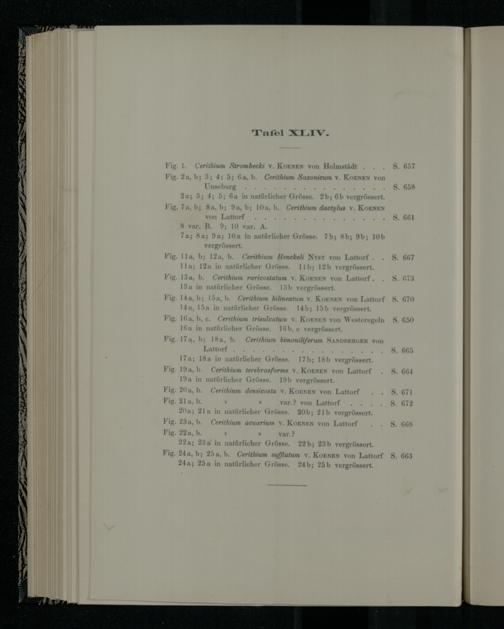 Tafel XLIV.
Fig. 1. Cerithium Strombecki v. Koenen von Helmstädt . . . S. 657
Fig. 2a, b; 3; 4; 5; 6a, b. Cerithium Saxonicum v. Koenen von
Unseburg . . . . . . . . . . . . . . . S. 658
2a; 3; 4; 5; 6a in natürlicher Grösse. 2b; 6b vergrössert.
Fig. 7a, b; 8a, b; 9a, b; 10a, b. Cerithium dactylus v. Koenen
von Lattorf . . . . . . . . . . . . . . S. 661
8 var. B. 9; 10 var. A.
7a; 8a; 9a; 10a in natürlicher Grösse. 7b; 8b; 9b; 10b
vergrössert.
Fig. 11a, b; 12a, b. Cerithium Henckeli Nyst von Lattorf . . S. 667
11a; 12a in natürlicher Grösse. 11b; 12b vergrössert.
Fig. 13a, b. Cerithium raricostatum v. Koenen von Lattorf . . S. 673
13a in natürlicher Grösse. 13b vergrössert.
Fig. 14a, b; 15a, b. Cerithium bilineatum v. Koenen von Lattorf S. 670
14a, 15a in natürlicher Grösse. 14b; 15b vergrössert.
Fig. 16a, b, c. Cerithium trisulcatum v. Koenen von Westeregeln S. 650
16a in natürlicher Grösse. 16b, c vergrössert.
Fig. 17a, b; 18a, b. Cerithium bimoniliferum Sandberger von
Lattorf . . . . . . . . . . . . . . . . S. 665
17a; 18a in natürlicher Grösse. 17b; 18b vergrössert.
Fig. 19a, b. Cerithium terebraeforme v. Koenen von Lattorf . S. 664
19a in natürlicher Grösse. 19b vergrössert.
Fig. 20a, b. Cerithium densicosta v. Koenen von Lattorf . . S. 671
Fig. 21a, b. » » var.? von Lattorf . . . . S. 672
20a; 21a in natürlicher Grösse. 20b; 21b vergrössert.
Fig. 23a, b. Cerithium acuarium v. Koenen von Lattorf . . S. 668
Fig. 22a, b. » » var.?
22a; 23a in natürlicher Grösse. 22b; 23b vergrössert.
Fig. 24a, b; 25a, b. Cerithium sufflatum v. Koenen von Lattorf S. 663
24a; 25a in natürlicher Grösse. 24b; 25b vergrössert.